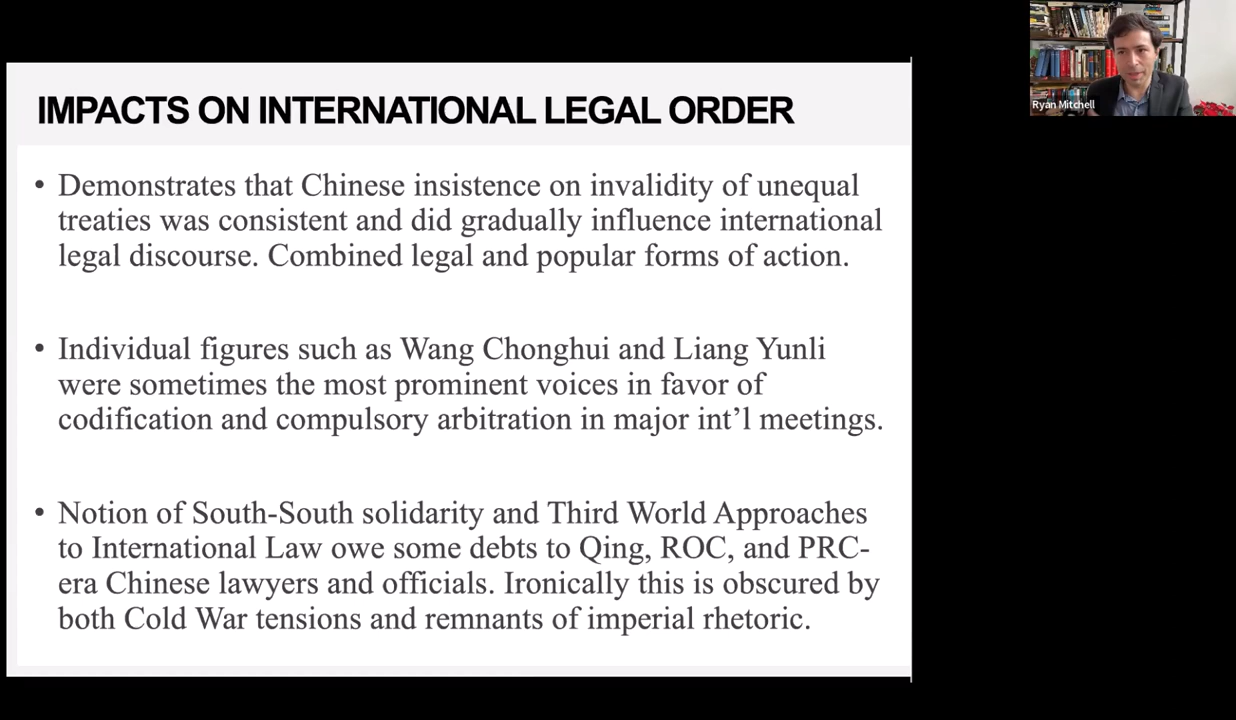 IMPACTS ON INTERNATIONAL LEGAL ORDER
• Demonstrates that Chinese insistence on invalidity of unequal
treaties was consistent and did gradually influence international
legal discourse. Combined legal and popular forms of action.
• Individual figures such as Wang Chonghui and Liang Yunli
were sometimes the most prominent voices in favor of
codification and compulsory arbitration in major int’l meetings.
• Notion of South-South solidarity and Third World Approaches
to International Law owe some debts to Qing, ROC, and PRC-
era Chinese lawyers and officials. Ironically this is obscured by
both Cold War tensions and remnants of imperial rhetoric.
Ryan Mitchell